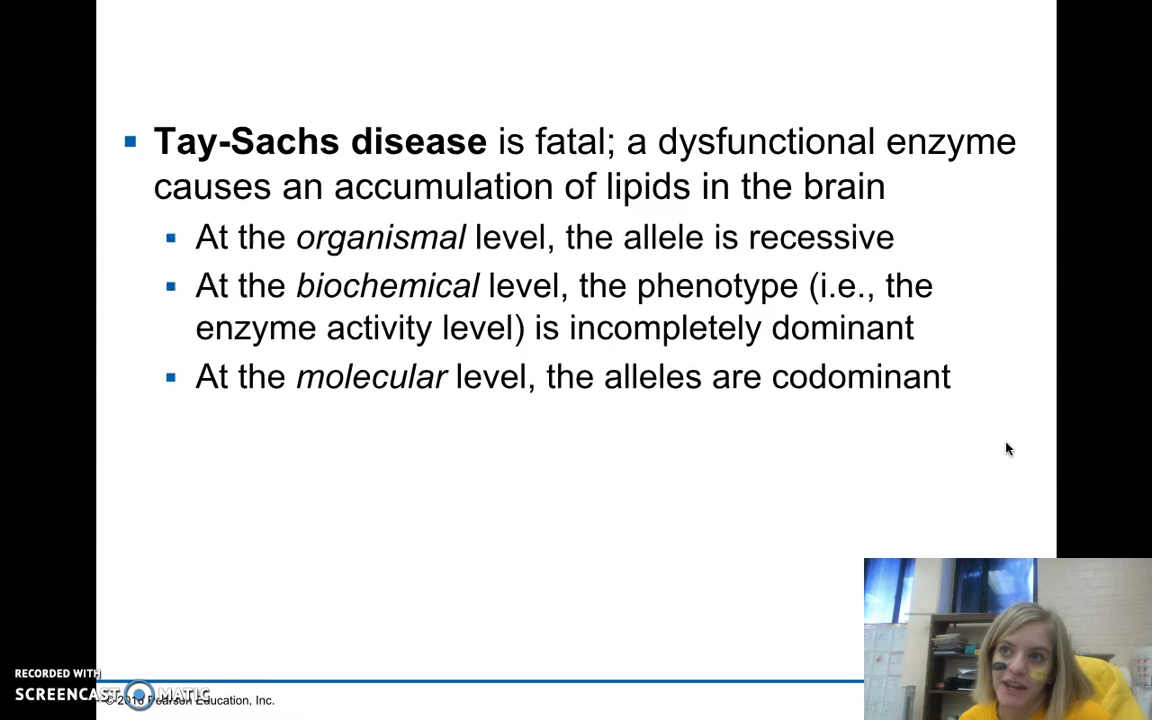 Tay-Sachs disease is fatal; a dysfunctional enzyme
causes an accumulation of lipids in the brain
At the organismal level, the allele is recessive
At the biochemical level, the phenotype (i.e., the
enzyme activity level) is incompletely dominant
At the molecular level, the alleles are codominant
RECORDED WITH
SCREENCAST MATIC
Pearson Education, Inc.